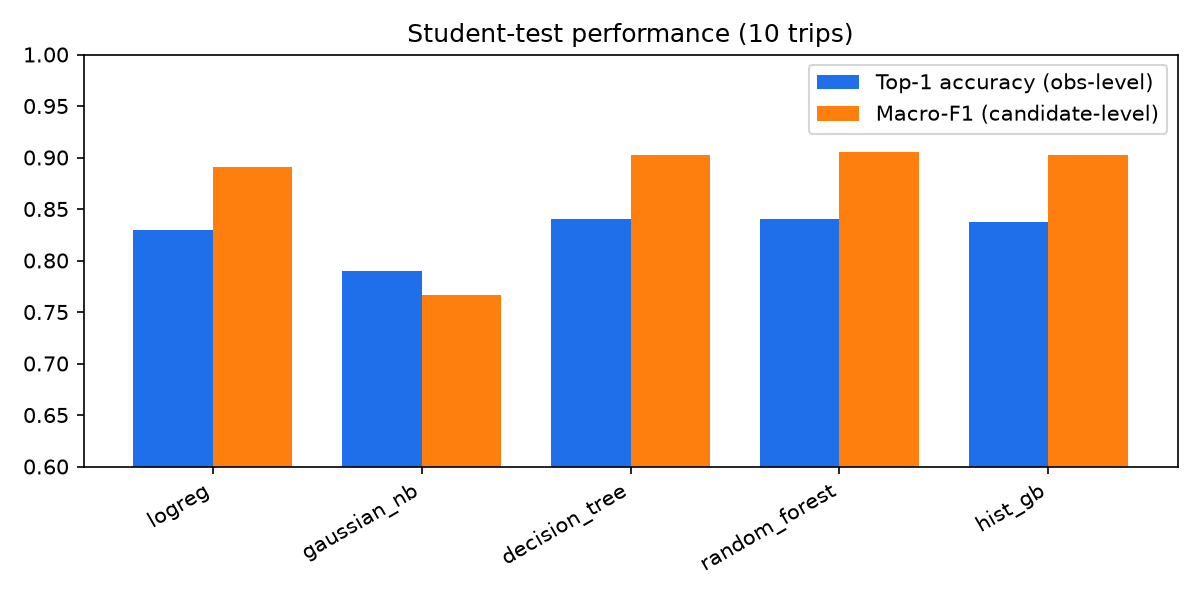 Student-test performance (10 trips)
1.00
0.95
0.90
0.85
0.80
0.75
0.70
0.65
0.60
Top-1 accuracy (obs-level)
Macro-F1 (candidate-level)
logreg
gaussian_nb
decision_tree
random_forest
hist_gb